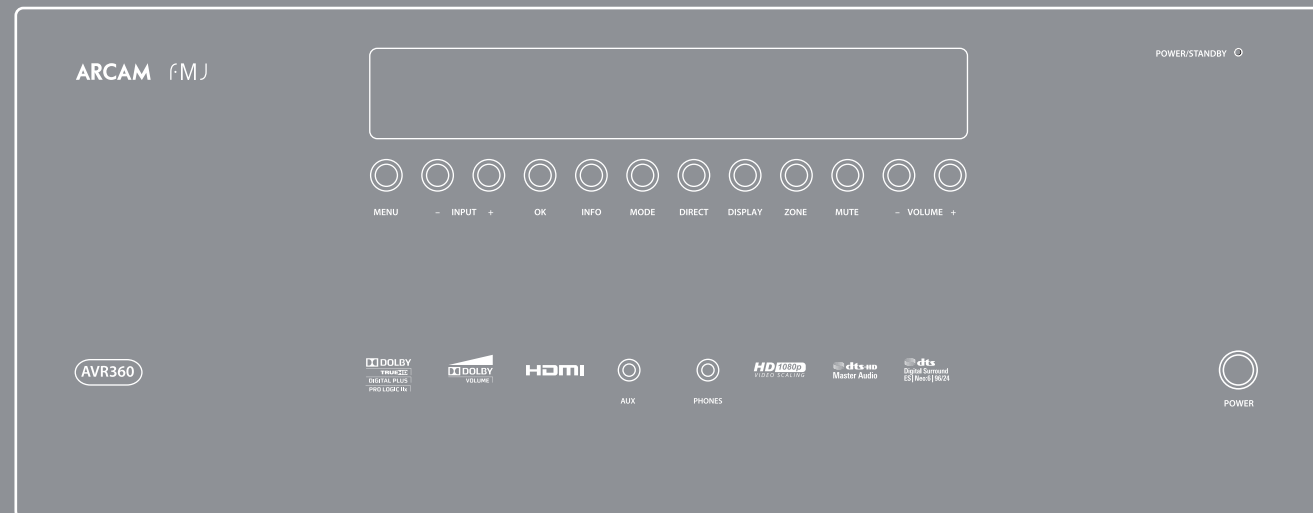 ARCAM FMJ
POWER/STANDBY
MENU - INPUT + OK INFO MODE DIRECT DISPLAY ZONE MUTE - VOLUME +
AVR360
DOLBY
TRUEHD
DIGITAL PLUS
PRO LOGIC IIx
DOLBY
VOLUME
HDMI
AUX
PHONES
HD 1080p
VIDEO SCALING
dts-HD
Master Audio
dts
Digital Surround
ES | Neo:6 | 96/24
POWER